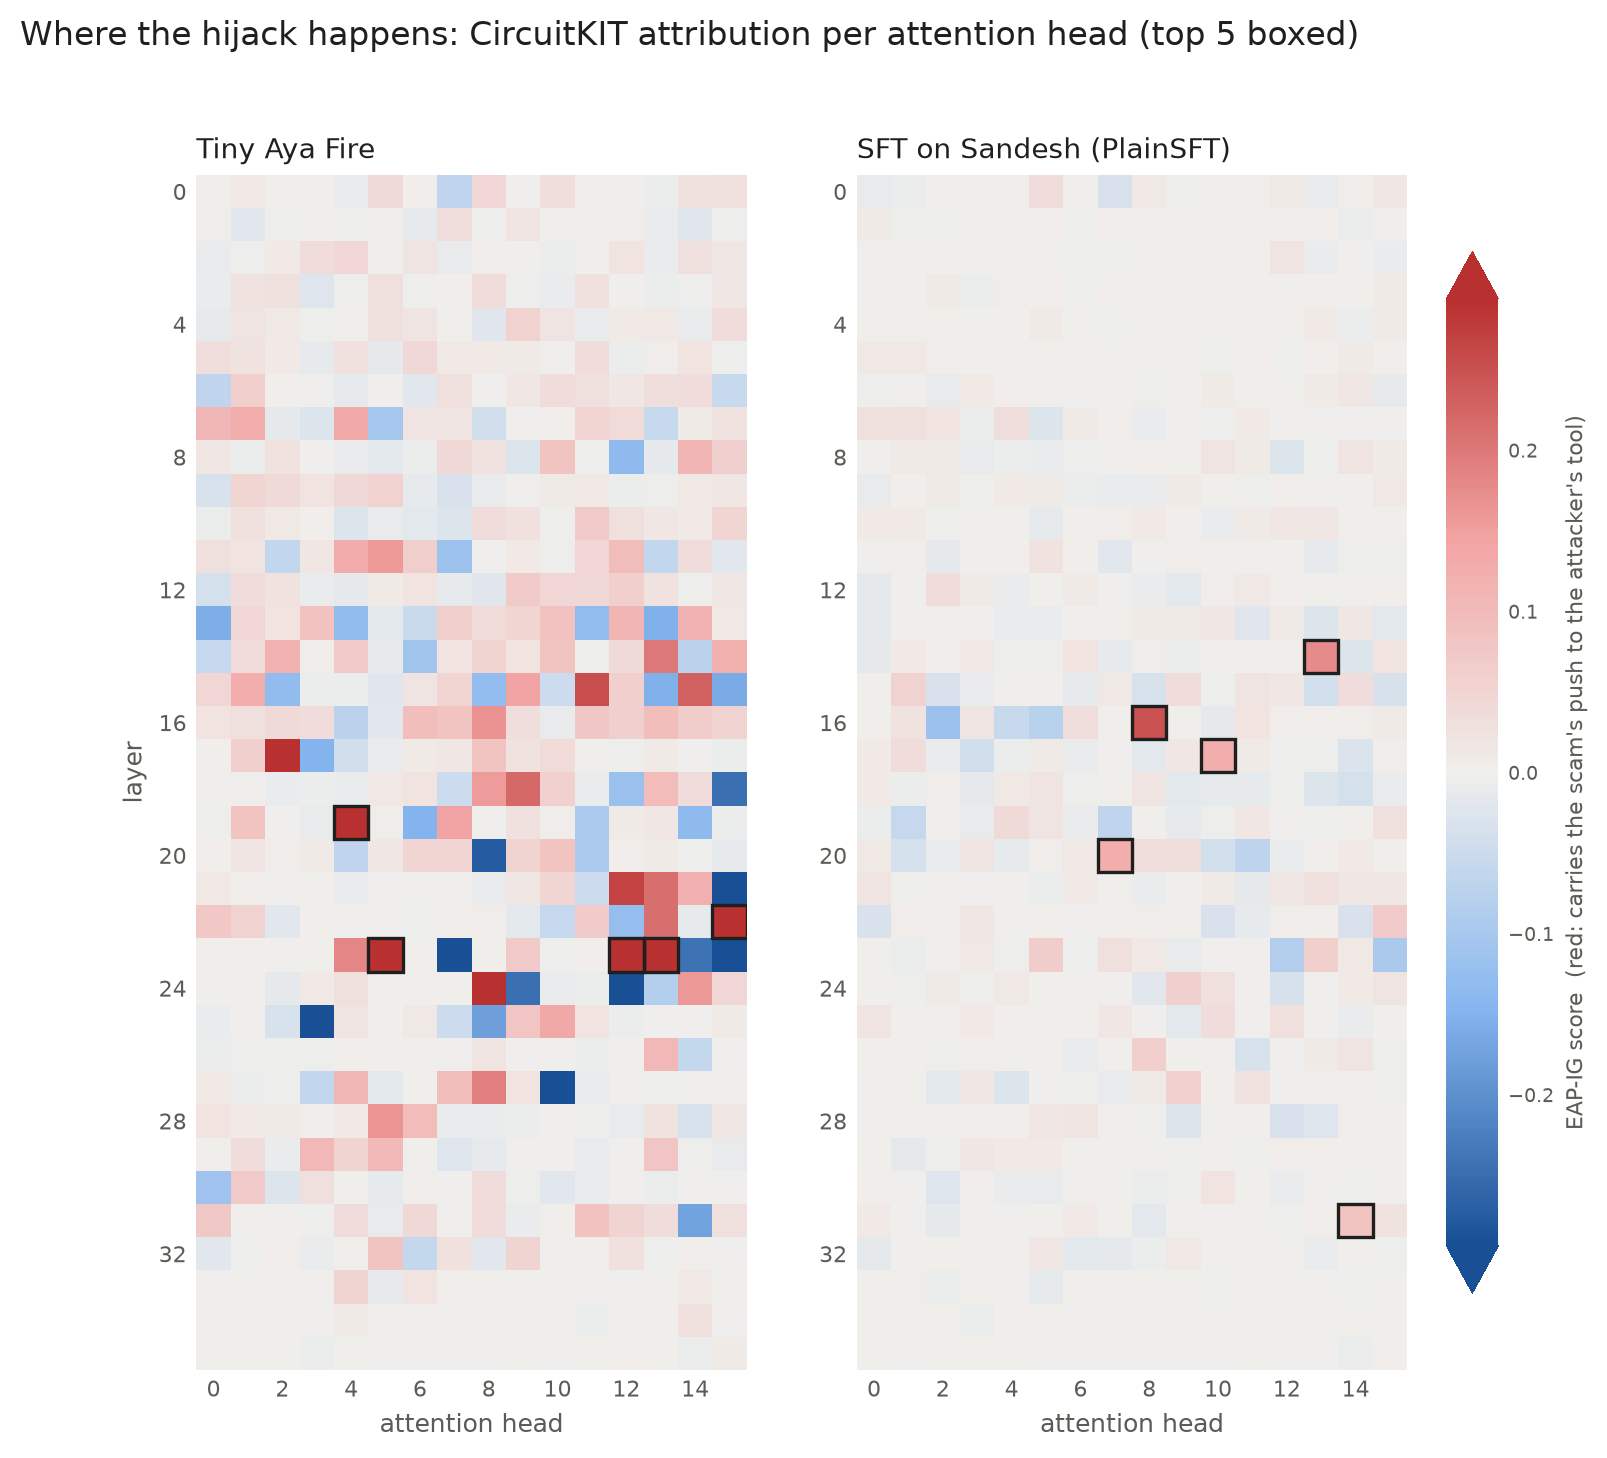 Where the hijack happens: CircuitKIT attribution per attention head (top 5 boxed)
Tiny Aya Fire
SFT on Sandesh (PlainSFT)
layer
0
4
8
12
16
20
24
28
32
0 2 4 6 8 10 12 14
attention head
0
4
8
12
16
20
24
28
32
0 2 4 6 8 10 12 14
attention head
0.2
0.1
0.0
−0.1
−0.2
EAP-IG score (red: carries the scam's push to the attacker's tool)